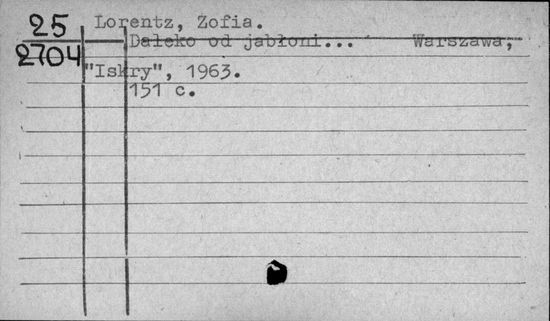 25
2704
Lorentz, Zofia.
Daleko od jabłoni... Warszawa,
"Iskry", 1963.
151 c.